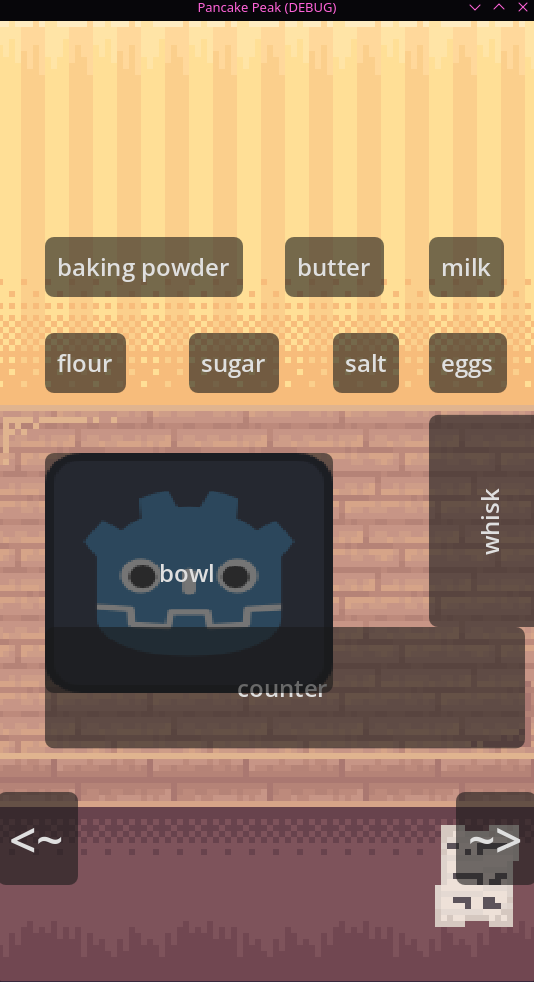 Pancake Peak (DEBUG)
baking powder butter milk
flour sugar salt eggs
whisk
bowl
counter
<~ ~>